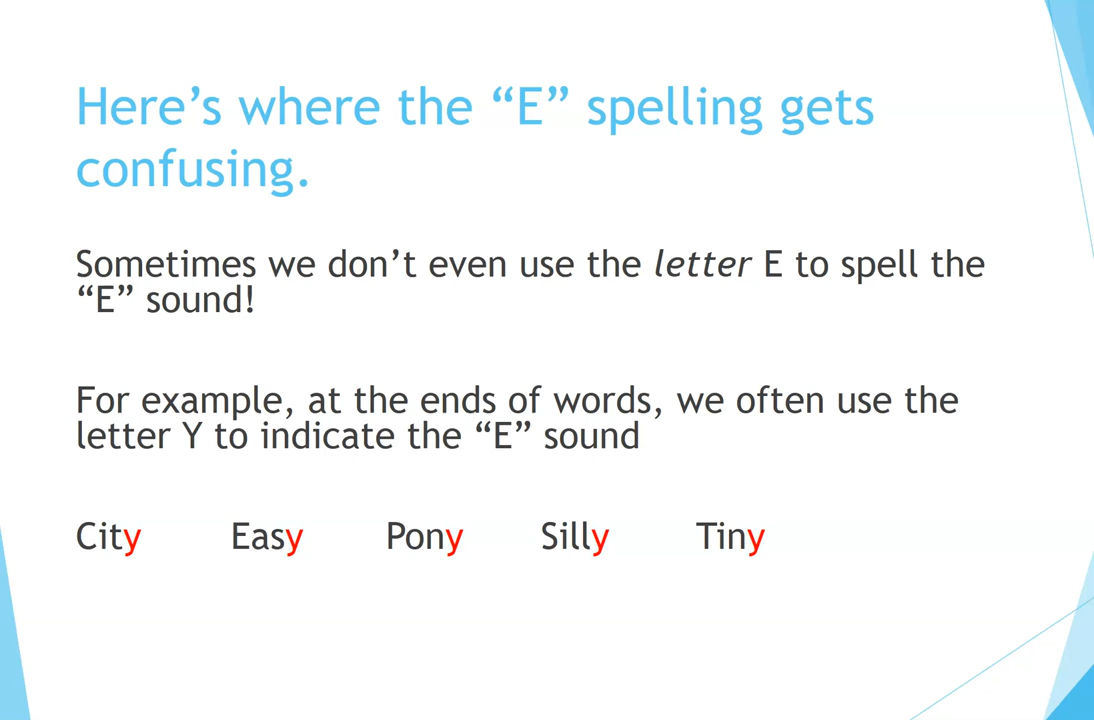 Here’s where the “E” spelling gets
confusing.
Sometimes we don’t even use the letter E to spell the
“E” sound!
For example, at the ends of words, we often use the
letter Y to indicate the “E” sound
City Easy Pony Silly Tiny